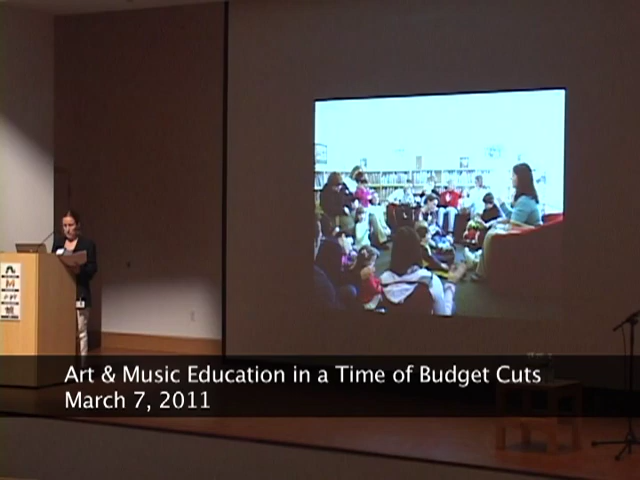 Art & Music Education in a Time of Budget Cuts
March 7, 2011